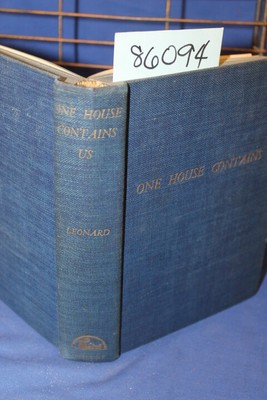 86094
ONE HOUSE
CONTAINS
US
LEONARD
ONE HOUSE CONTAINS